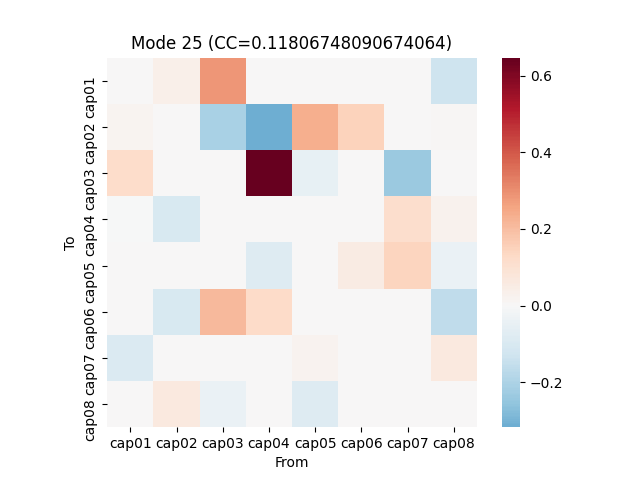 Mode 25 (CC=0.11806748090674064)
To
cap01
cap02
cap03
cap04
cap05
cap06
cap07
cap08
cap01 cap02 cap03 cap04 cap05 cap06 cap07 cap08
From
0.6
0.4
0.2
0.0
−0.2